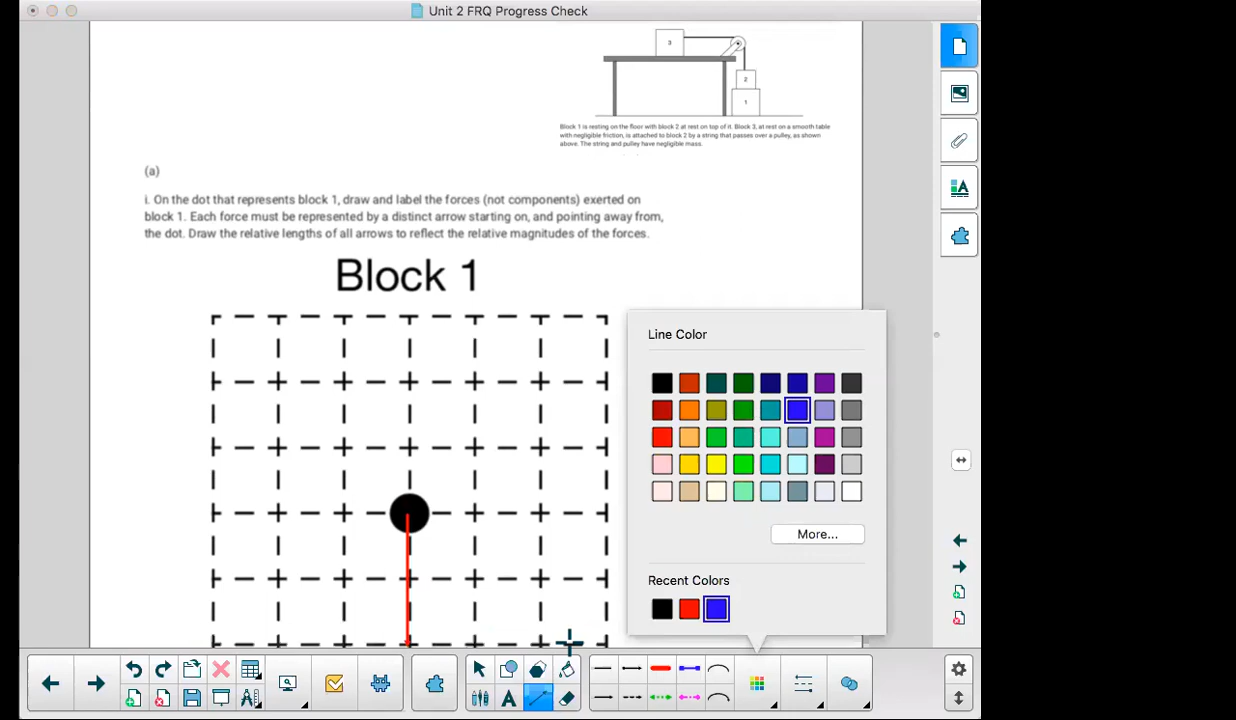 Unit 2 FRQ Progress Check
3
2
1
Block 1 is resting on the floor with block 2 at rest on top of it. Block 3, at rest on a smooth table
with negligible friction, is attached to block 2 by a string that passes over a pulley, as shown
above. The string and pulley have negligible mass.
(a)
i. On the dot that represents block 1, draw and label the forces (not components) exerted on
block 1. Each force must be represented by a distinct arrow starting on, and pointing away from,
the dot. Draw the relative lengths of all arrows to reflect the relative magnitudes of the forces.
Block 1
Line Color
More...
Recent Colors